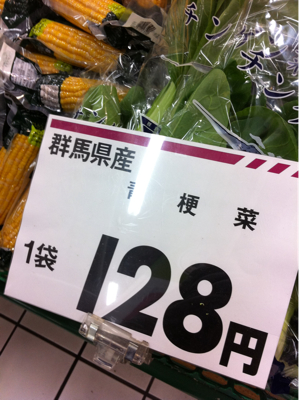 群馬県産
青 梗 菜
1袋 128円